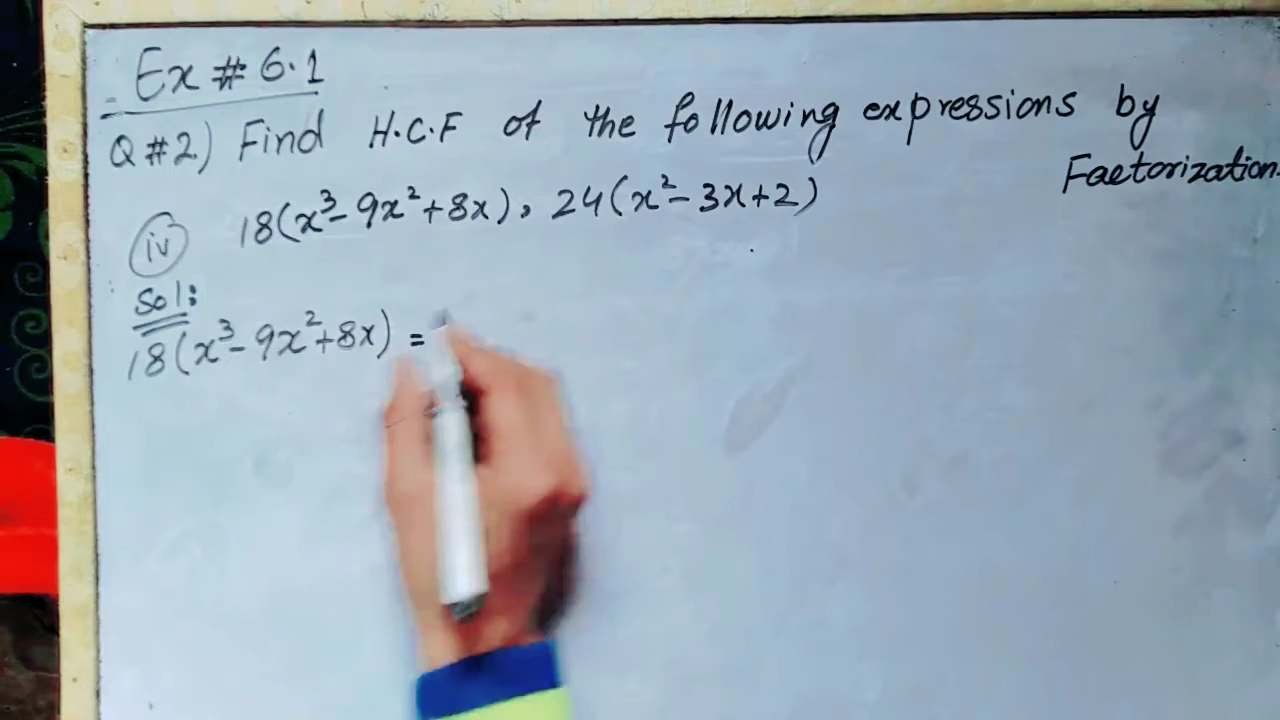 Ex # 6.1
Q #2) Find H.C.F of the following expressions by
Factorization.
iv 18(x³-9x²+8x), 24(x²-3x+2)
Sol:
18(x³-9x²+8x) =